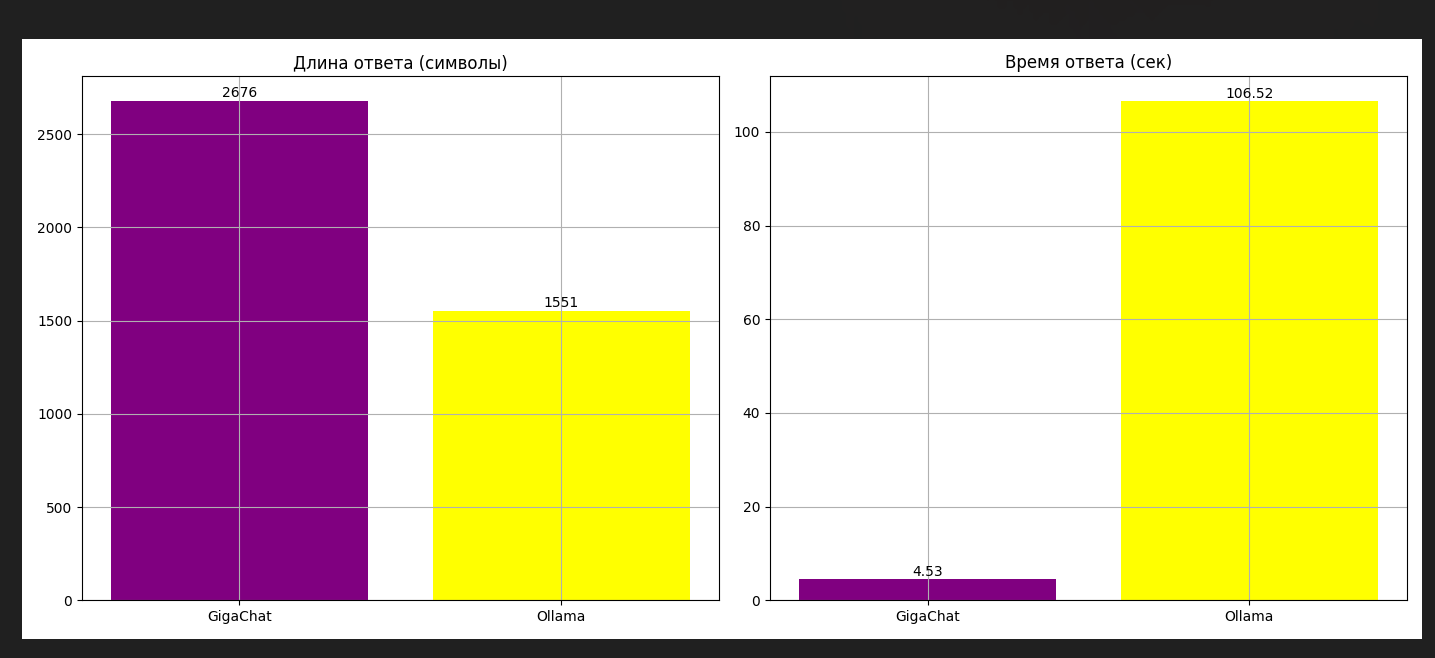 Длина ответа (символы)
2676
2500
2000
1551
1500
1000
500
0
GigaChat
Ollama
Время ответа (сек)
106.52
100
80
60
40
20
4.53
0
GigaChat
Ollama